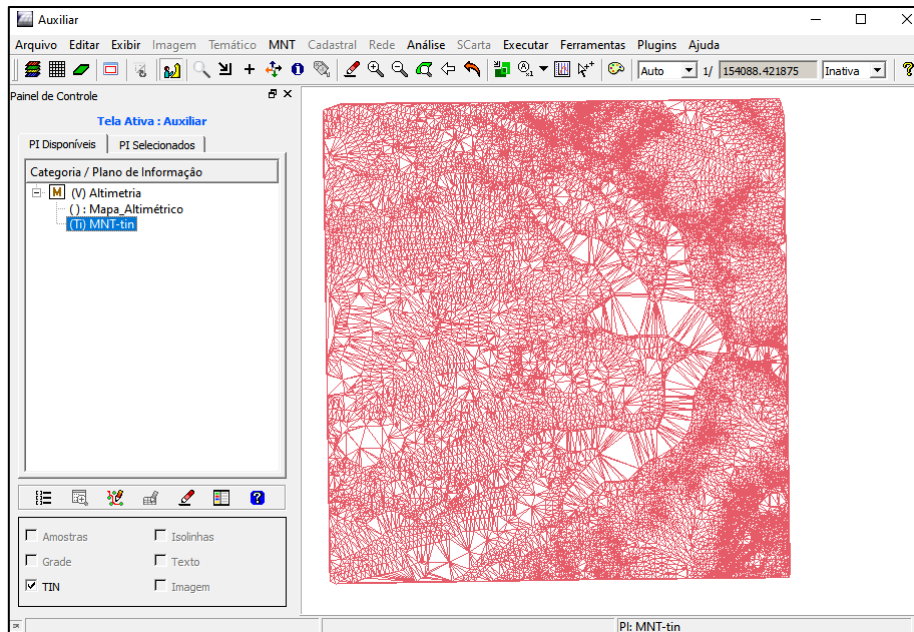 Auxiliar
Arquivo Editar Exibir Imagem Temático MNT Cadastral Rede Análise SCarta Executar Ferramentas Plugins Ajuda
Auto 1/ 154088.421875 Inativa
Painel de Controle
Tela Ativa : Auxiliar
PI Disponíveis PI Selecionados
Categoria / Plano de Informação
M (V) Altimetria
( ) : Mapa_Altimétrico
(Ti) MNT-tin
Amostras Isolinhas
Grade Texto
TIN Imagem
PI: MNT-tin